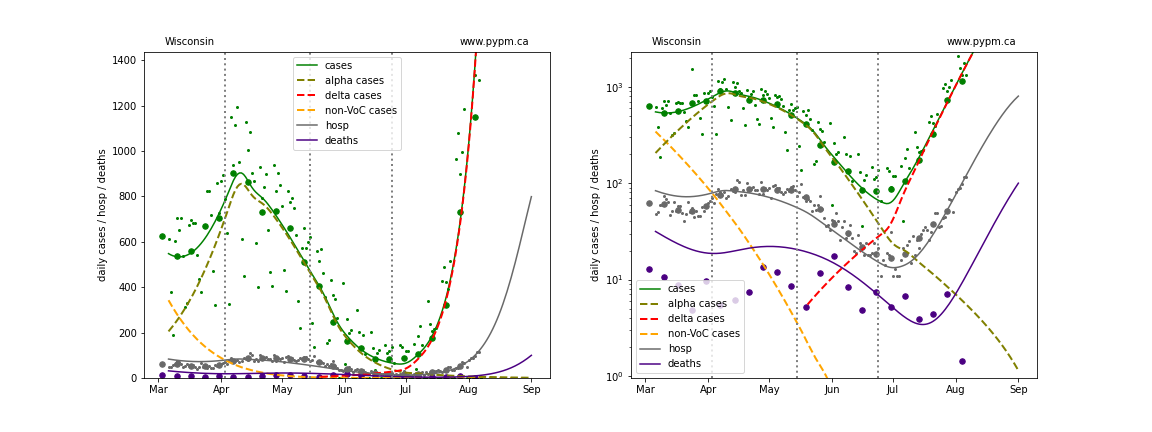 Wisconsin www.pypm.ca
1400
1200
1000
800
600
400
200
0
daily cases / hosp / deaths
cases
alpha cases
delta cases
non-VoC cases
hosp
deaths
Mar Apr May Jun Jul Aug Sep
Wisconsin www.pypm.ca
10³
10²
10¹
10⁰
daily cases / hosp / deaths
cases
alpha cases
delta cases
non-VoC cases
hosp
deaths
Mar Apr May Jun Jul Aug Sep